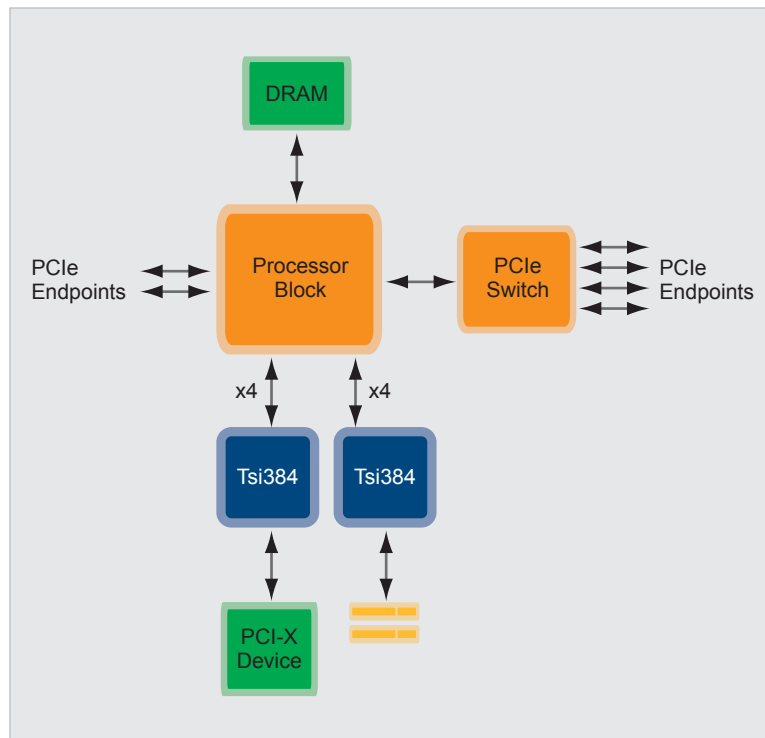 DRAM
PCIe
Endpoints
Processor
Block
PCIe
Switch
PCIe
Endpoints
x4
x4
Tsi384
Tsi384
PCI-X
Device